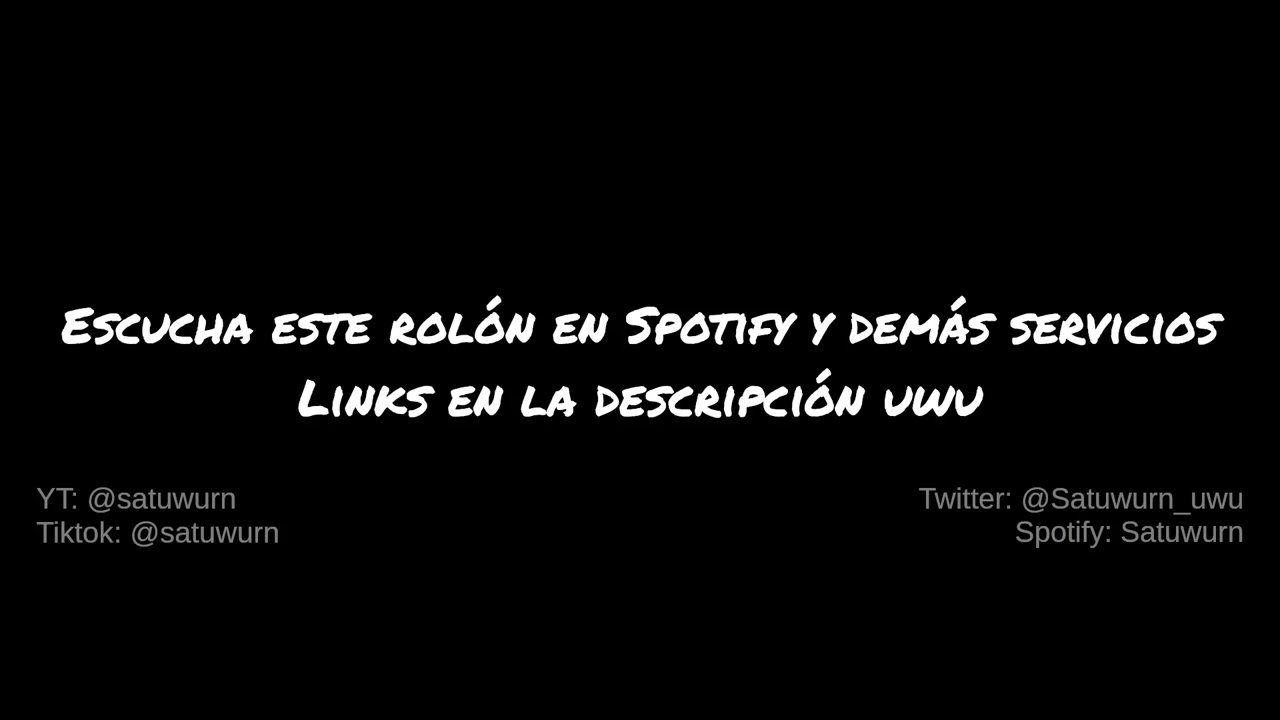 Escucha este rolón en Spotify y demás servicios
Links en la descripción uwu
YT: @satuwurn
Tiktok: @satuwurn
Twitter: @Satuwurn_uwu
Spotify: Satuwurn